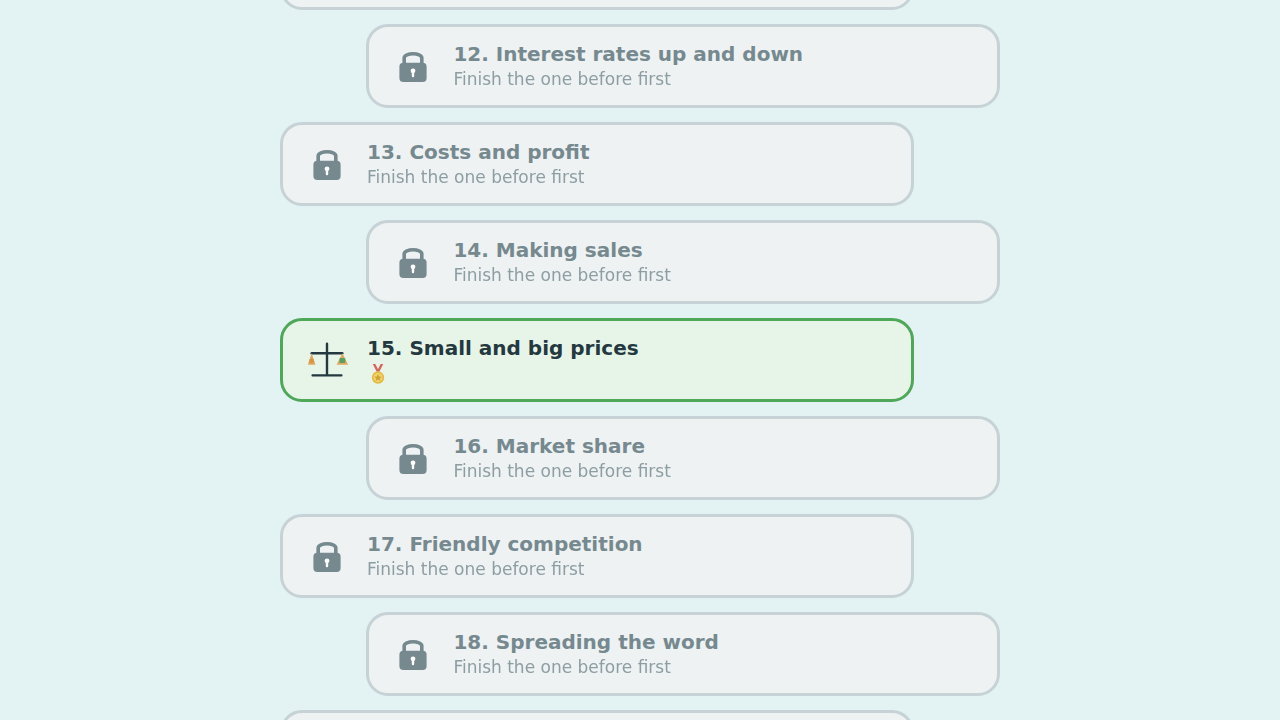 12. Interest rates up and down
Finish the one before first
13. Costs and profit
Finish the one before first
14. Making sales
Finish the one before first
15. Small and big prices
16. Market share
Finish the one before first
17. Friendly competition
Finish the one before first
18. Spreading the word
Finish the one before first